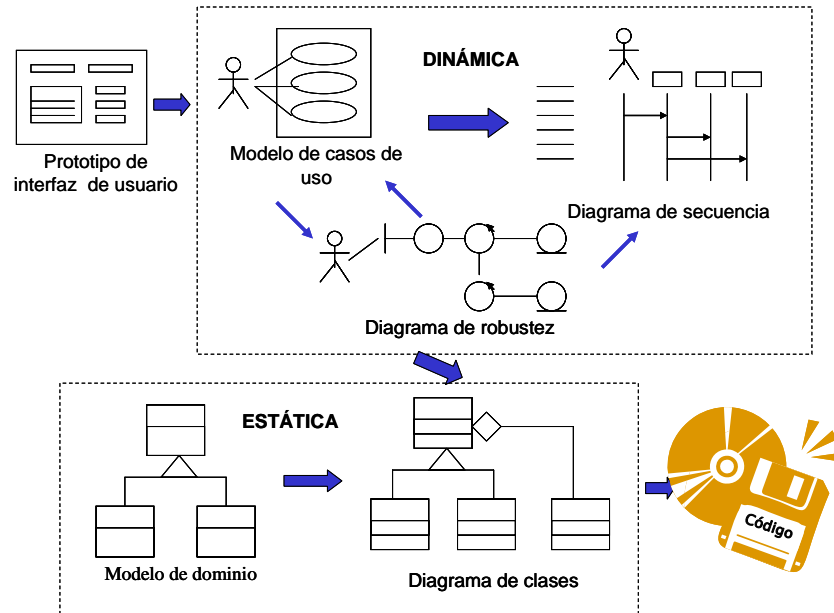 DINÁMICA
Prototipo de
interfaz de usuario
Modelo de casos de
uso
Diagrama de secuencia
Diagrama de robustez
ESTÁTICA
Modelo de dominio
Diagrama de clases
Código